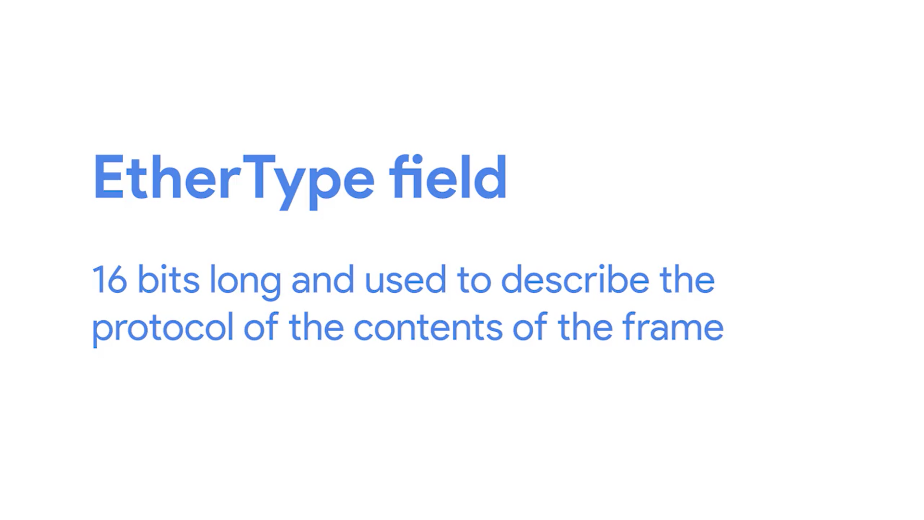 EtherType field
16 bits long and used to describe the
protocol of the contents of the frame